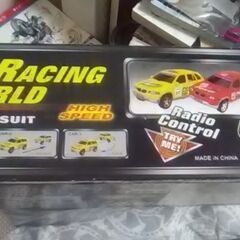 RACING
RLD
SUIT
HIGH
SPEED
Radio
Control
TRY
ME!
MADE IN CHINA